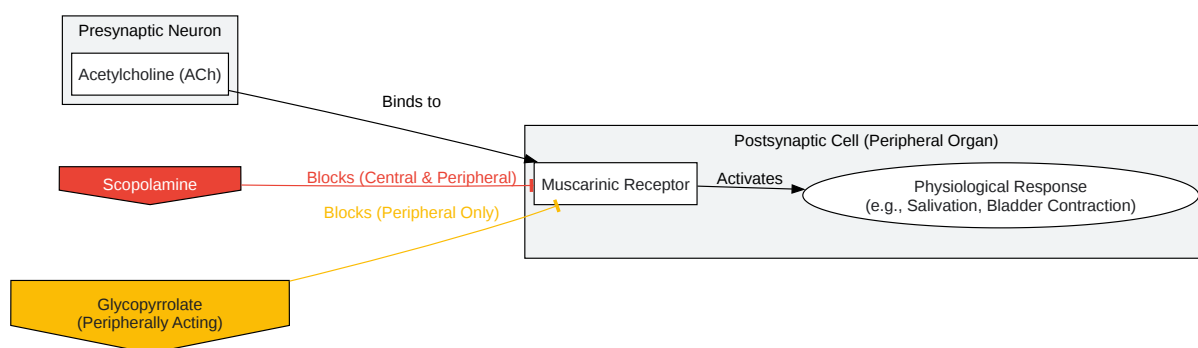 Presynaptic Neuron
Acetylcholine (ACh)
Binds to
Postsynaptic Cell (Peripheral Organ)
Scopolamine
Blocks (Central & Peripheral)
Muscarinic Receptor
Activates
Physiological Response
(e.g., Salivation, Bladder Contraction)
Blocks (Peripheral Only)
Glycopyrrolate
(Peripherally Acting)